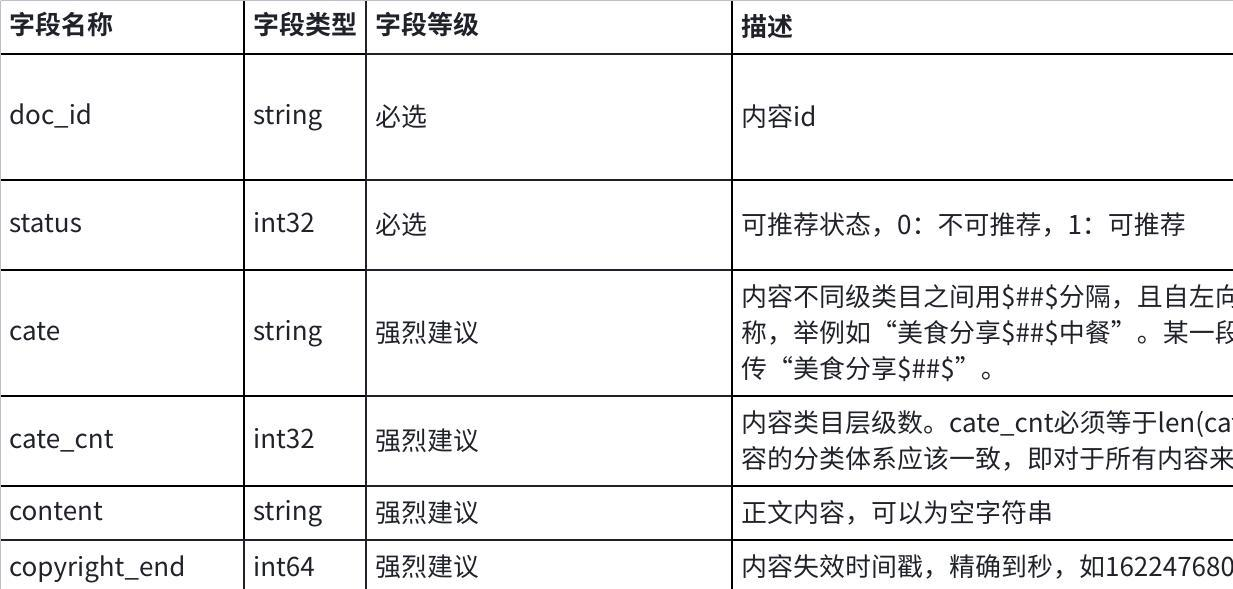 字段名称 字段类型 字段等级 描述
doc_id string 必选 内容id
status int32 必选 可推荐状态，0：不可推荐，1：可推荐
cate string 强烈建议 内容不同级类目之间用$##$分隔，且自左向
称，举例如“美食分享$##$中餐”。某一段
传“美食分享$##$”。
cate_cnt int32 强烈建议 内容类目层级数。cate_cnt必须等于len(cat
容的分类体系应该一致，即对于所有内容来
content string 强烈建议 正文内容，可以为空字符串
copyright_end int64 强烈建议 内容失效时间戳，精确到秒，如162247680